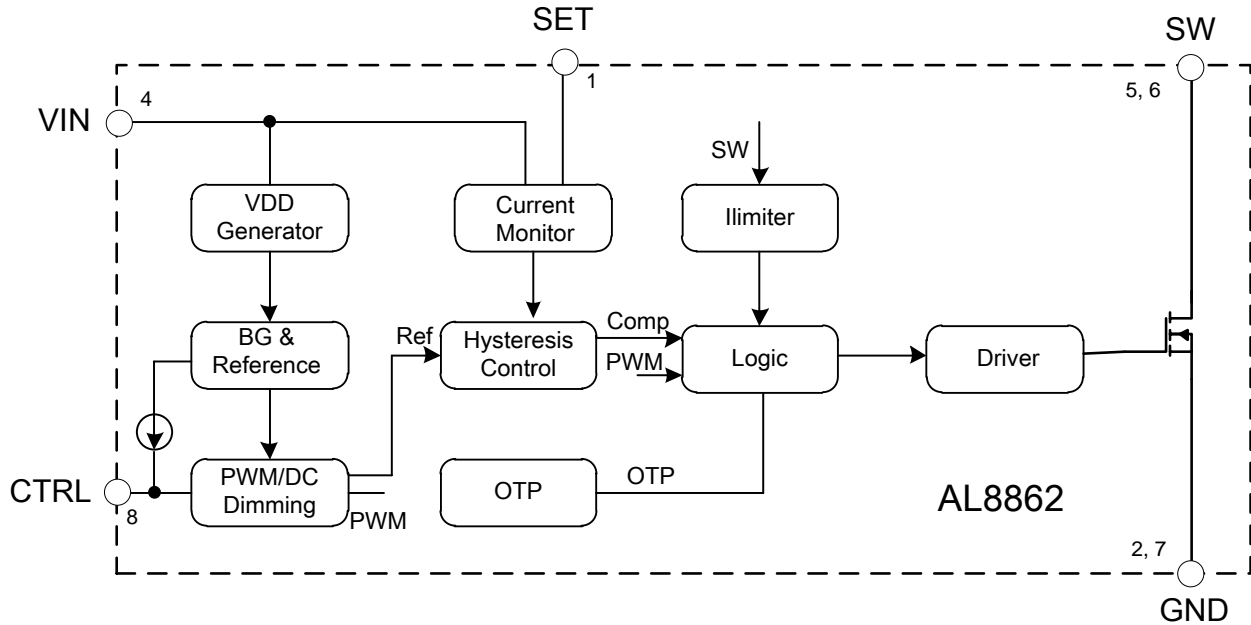 SET
SW
1
5, 6
4
VIN
SW
VDD
Generator
Current
Monitor
Ilimiter
BG &
Reference
Ref
Hysteresis
Control
Comp
PWM
Logic
Driver
CTRL
8
PWM/DC
Dimming
PWM
OTP
OTP
AL8862
2, 7
GND